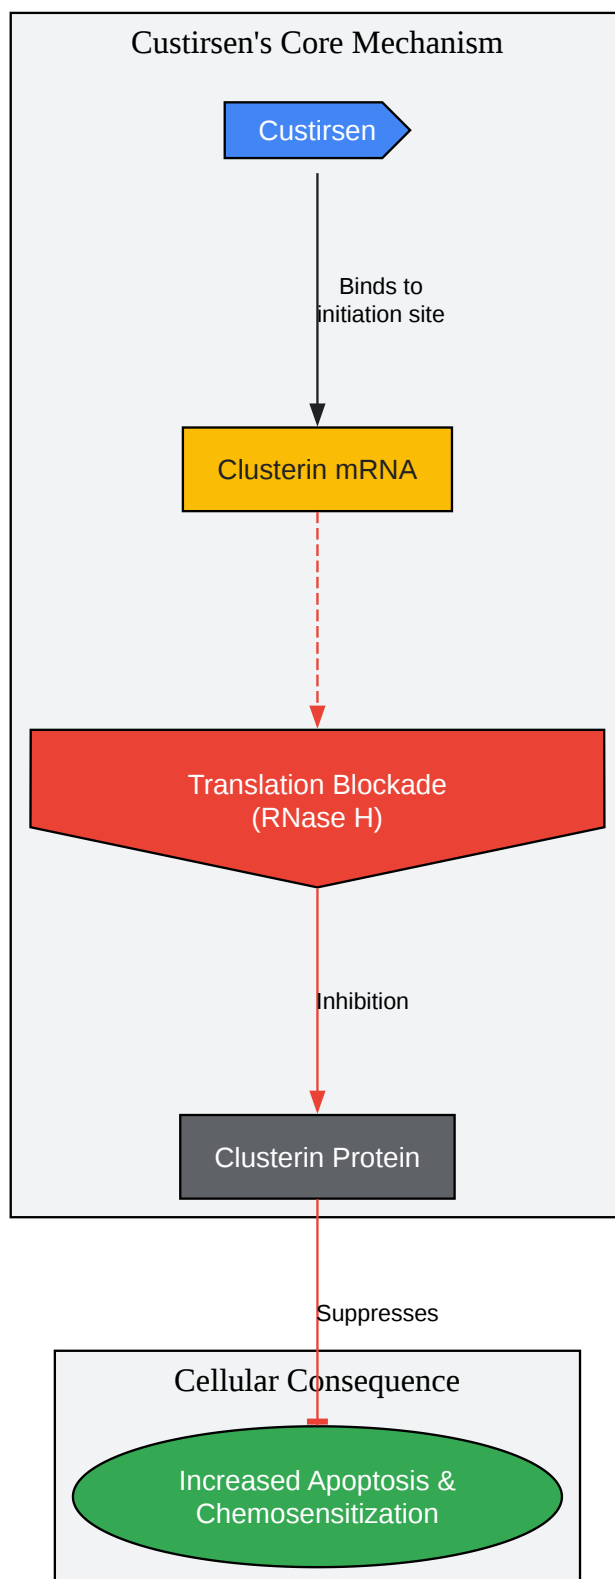 Custirsen's Core Mechanism
Custirsen
Binds to
initiation site
Clusterin mRNA
Translation Blockade
(RNase H)
Inhibition
Clusterin Protein
Suppresses
Cellular Consequence
Increased Apoptosis &
Chemosensitization